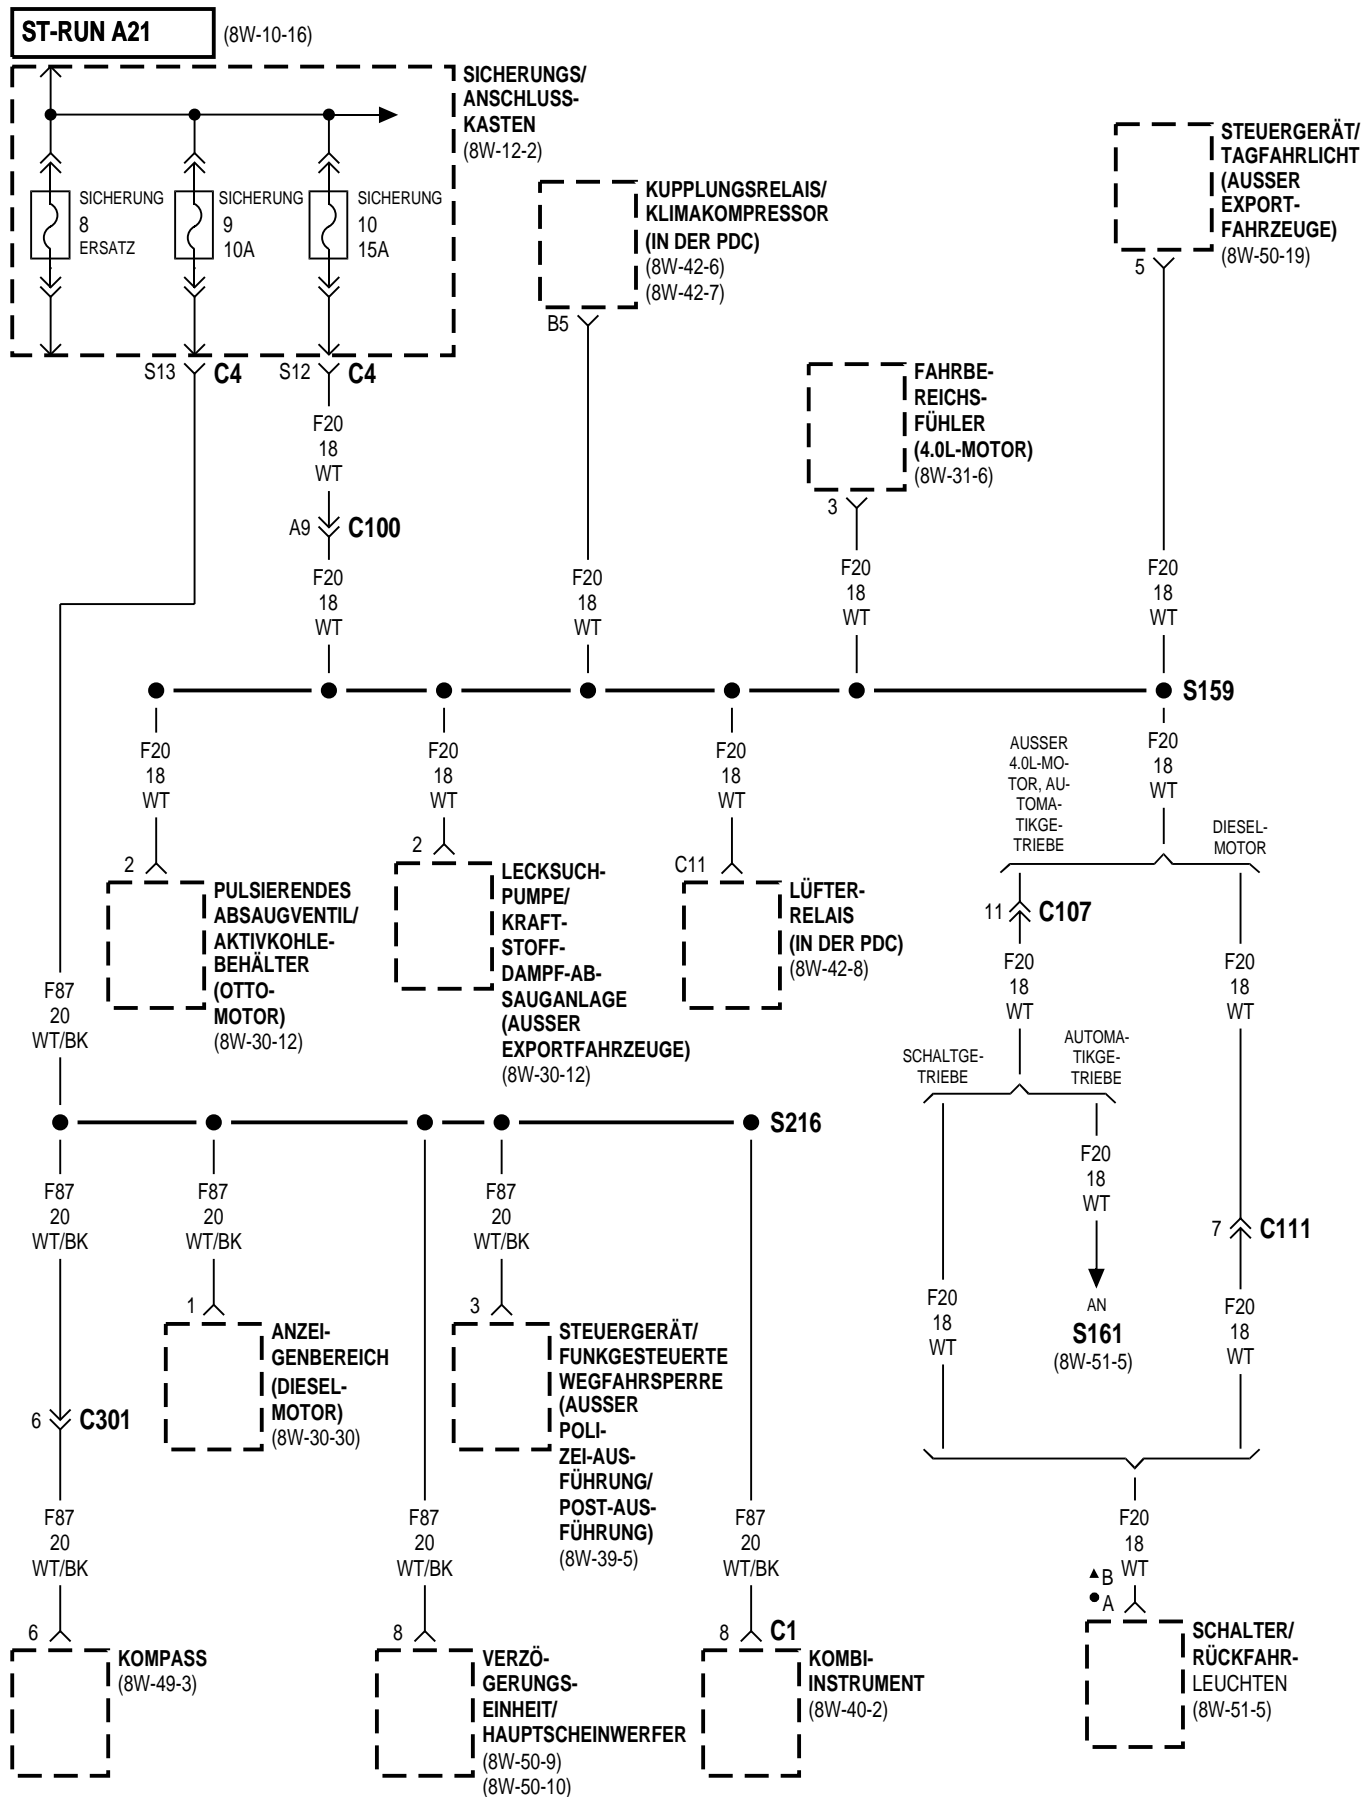 ST-RUN A21
(8W-10-16)
SICHERUNGS/
ANSCHLUSS-
KASTEN
(8W-12-2)
SICHERUNG
8
ERSATZ
SICHERUNG
9
10A
SICHERUNG
10
15A
S13
C4
S12
C4
KUPPLUNGSRELAIS/
KLIMAKOMPRESSOR
(IN DER PDC)
(8W-42-6)
(8W-42-7)
B5
STEUERGERÄT/
TAGFAHRLICHT
(AUSSER
EXPORT-
FAHRZEUGE)
(8W-50-19)
5
FAHRBE-
REICHS-
FÜHLER
(4.0L-MOTOR)
(8W-31-6)
3
F20
18
WT
A9
C100
F20
18
WT
F20
18
WT
F20
18
WT
F20
18
WT
S159
F20
18
WT
F20
18
WT
F20
18
WT
F20
18
WT
AUSSER
4.0L-MO-
TOR, AU-
TOMA-
TIKGE-
TRIEBE
DIESEL-
MOTOR
2
PULSIERENDES
ABSAUGVENTIL/
AKTIVKOHLE-
BEHÄLTER
(OTTO-
MOTOR)
(8W-30-12)
2
LECKSUCH-
PUMPE/
KRAFT-
STOFF-
DAMPF-AB-
SAUGANLAGE
(AUSSER
EXPORTFAHRZEUGE)
(8W-30-12)
C11
LÜFTER-
RELAIS
(IN DER PDC)
(8W-42-8)
11
C107
F20
18
WT
F20
18
WT
F87
20
WT/BK
SCHALTGE-
TRIEBE
AUTOMA-
TIKGE-
TRIEBE
S216
F20
18
WT
F87
20
WT/BK
F87
20
WT/BK
F87
20
WT/BK
7
C111
1
ANZEI-
GENBEREICH
(DIESEL-
MOTOR)
(8W-30-30)
3
STEUERGERÄT/
FUNKGESTEUERTE
WEGFAHRSPERRE
(AUSSER
POLI-
ZEI-AUS-
FÜHRUNG/
POST-AUS-
FÜHRUNG)
(8W-39-5)
F20
18
WT
AN
S161
(8W-51-5)
F20
18
WT
6
C301
F87
20
WT/BK
F87
20
WT/BK
F87
20
WT/BK
F20
18
WT
B
A
6
KOMPASS
(8W-49-3)
8
VERZÖ-
GERUNGS-
EINHEIT/
HAUPTSCHEINWERFER
(8W-50-9)
(8W-50-10)
8
C1
KOMBI-
INSTRUMENT
(8W-40-2)
SCHALTER/
RÜCKFAHR-
LEUCHTEN
(8W-51-5)